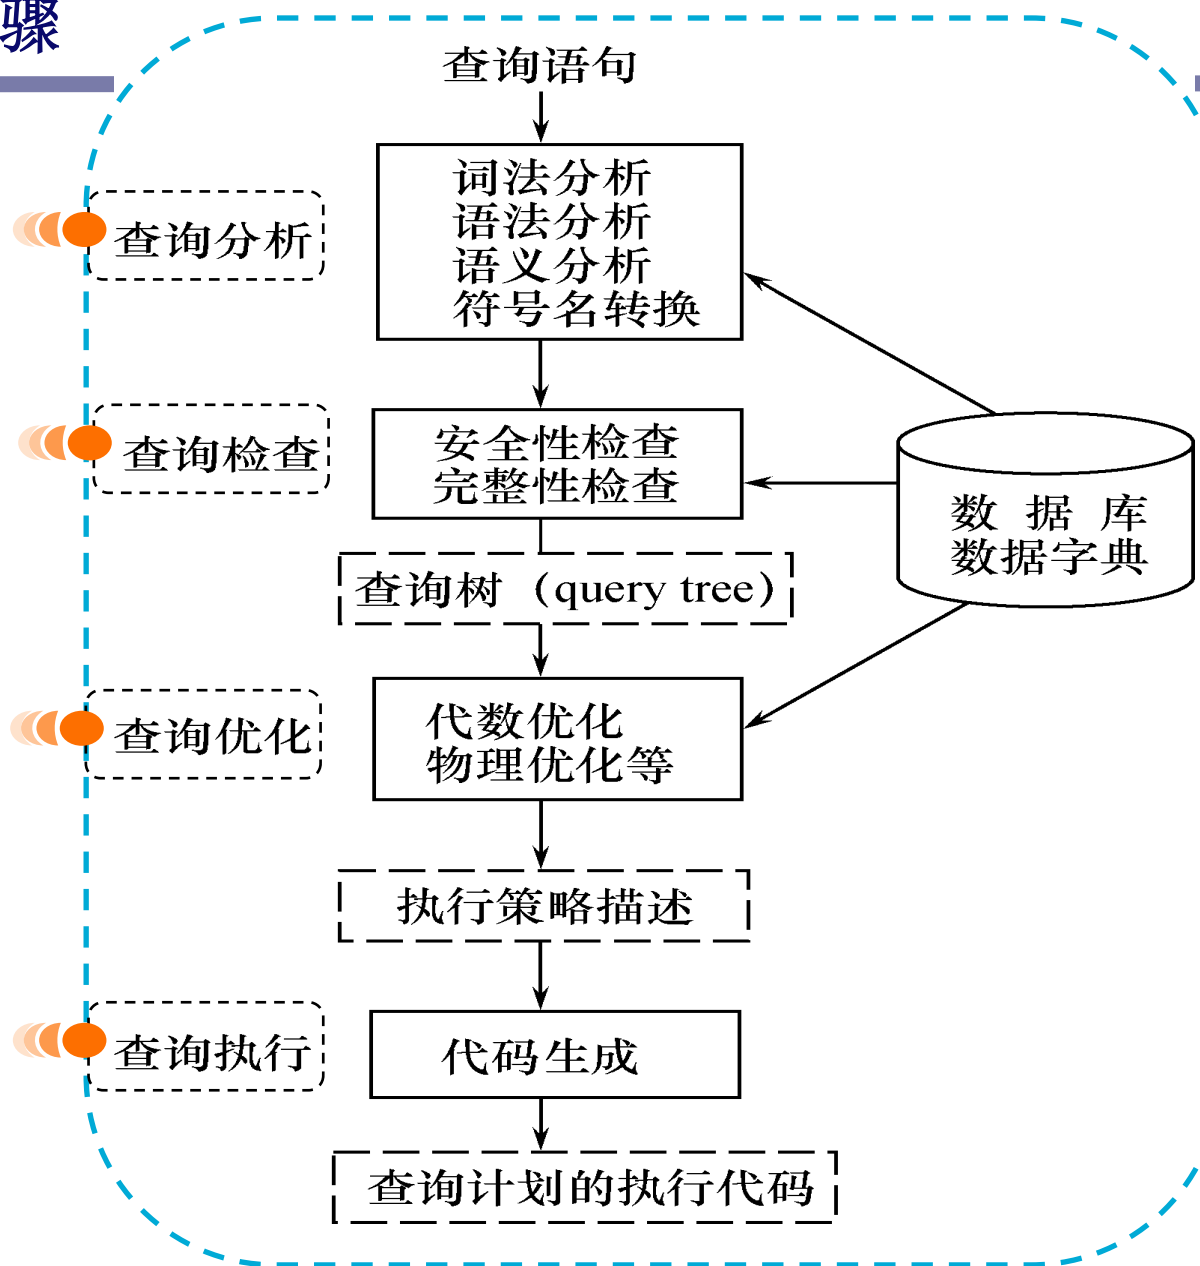 骤
查询语句
词法分析
语法分析
语义分析
符号名转换
查询分析
安全性检查
完整性检查
查询检查
数 据 库
数据字典
查询树（query tree）
代数优化
物理优化等
查询优化
执行策略描述
代码生成
查询执行
查询计划的执行代码